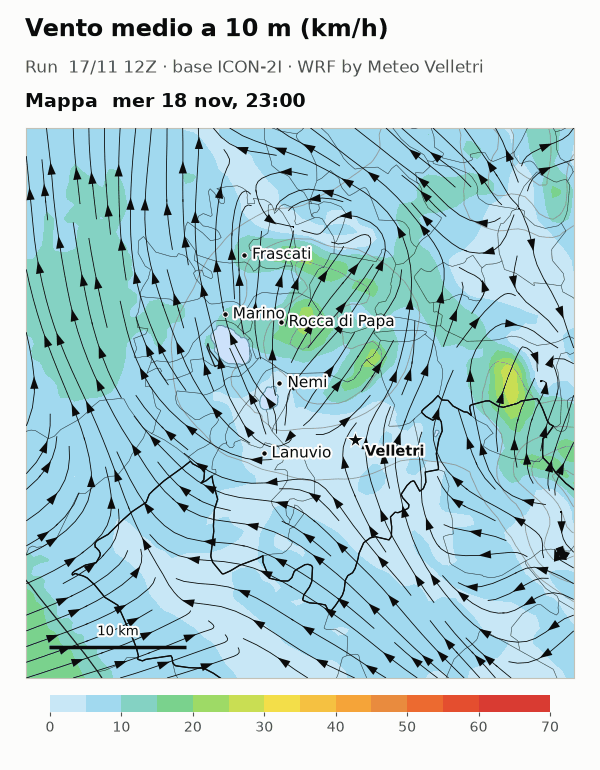 Vento medio a 10 m (km/h)
Run  17/11 12Z · base ICON-2I · WRF by Meteo Velletri
Mappa  mer 18 nov, 23:00
Frascati
Marino
Rocca di Papa
Nemi
Velletri
Lanuvio
10 km
0 10 20 30 40 50 60 70